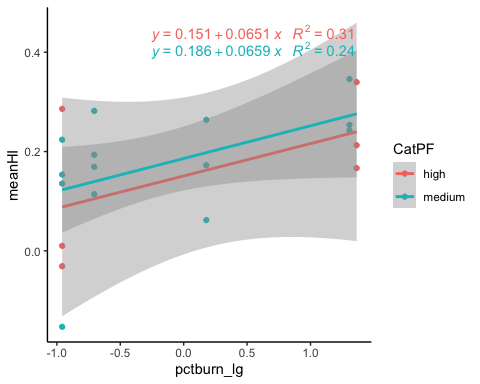 y = 0.151 + 0.0651 x R² = 0.31
y = 0.186 + 0.0659 x R² = 0.24
0.4
0.2
0.0
meanHI
-1.0 -0.5 0.0 0.5 1.0
pctburn_lg
CatPF
high
medium